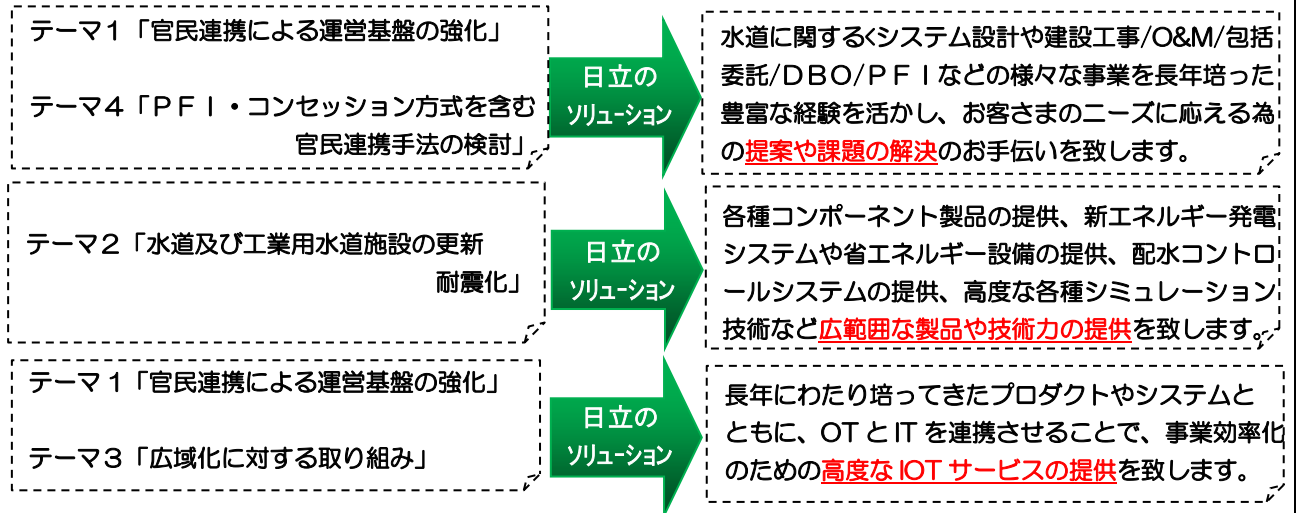 テーマ１「官民連携による運営基盤の強化」
テーマ４「ＰＦＩ・コンセッション方式を含む
官民連携手法の検討」
日立の
ソリューション
水道に関する<システム設計や建設工事/O&M/包括
委託/ＤＢＯ/ＰＦＩなどの様々な事業を長年培った
豊富な経験を活かし、お客さまのニーズに応える為
の提案や課題の解決のお手伝いを致します。
テーマ２「水道及び工業用水道施設の更新
耐震化」
日立の
ソリューション
各種コンポーネント製品の提供、新エネルギー発電
システムや省エネルギー設備の提供、配水コントロ
ールシステムの提供、高度な各種シミュレーション
技術など広範囲な製品や技術力の提供を致します。
テーマ１「官民連携による運営基盤の強化」
テーマ３「広域化に対する取り組み」
日立の
ソリューション
長年にわたり培ってきたプロダクトやシステムと
ともに、OTとITを連携させることで、事業効率化
のための高度なIOTサービスの提供を致します。